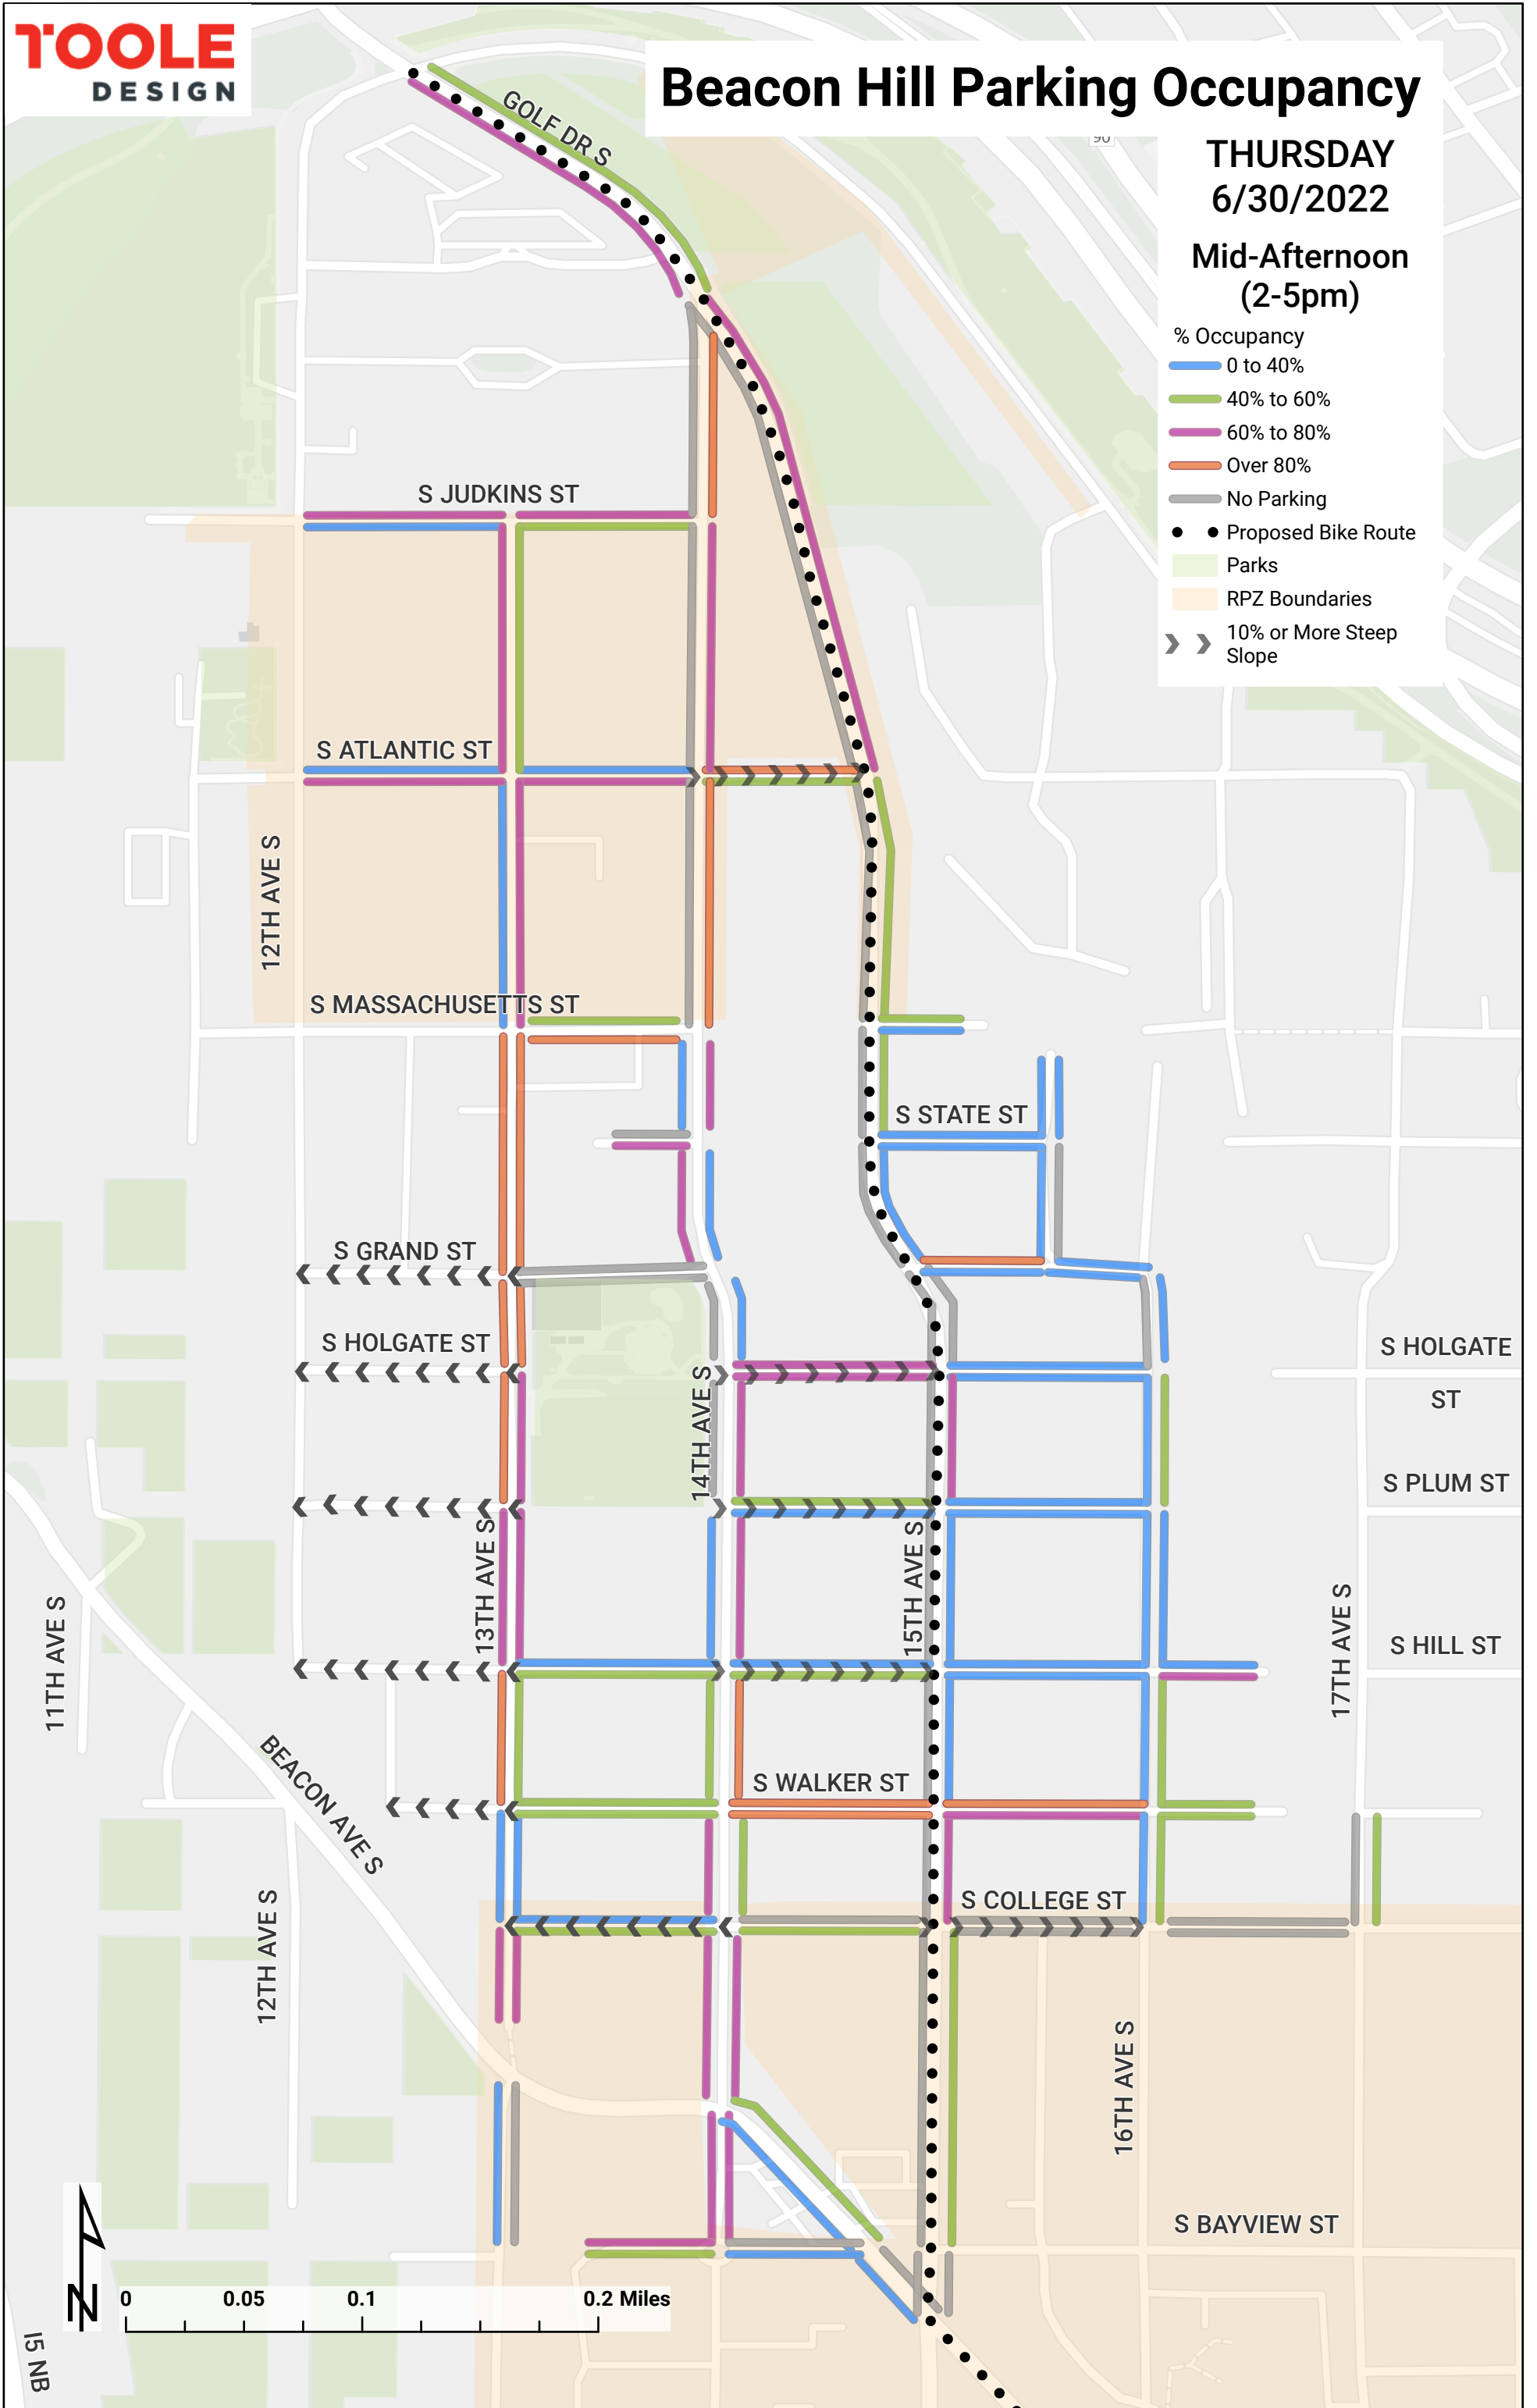 TOOLE
DESIGN
Beacon Hill Parking Occupancy
90
THURSDAY
6/30/2022
Mid-Afternoon
(2-5pm)
% Occupancy
0 to 40%
40% to 60%
60% to 80%
Over 80%
No Parking
Proposed Bike Route
Parks
RPZ Boundaries
10% or More Steep
Slope
GOLF DR S
S JUDKINS ST
S ATLANTIC ST
12TH AVE S
S MASSACHUSETTS ST
S STATE ST
S GRAND ST
S HOLGATE ST
S HOLGATE
ST
14TH AVE S
S PLUM ST
13TH AVE S
15TH AVE S
11TH AVE S
17TH AVE S
S HILL ST
BEACON AVE S
S WALKER ST
12TH AVE S
S COLLEGE ST
16TH AVE S
S BAYVIEW ST
N
0 0.05 0.1 0.2 Miles
I5 NB